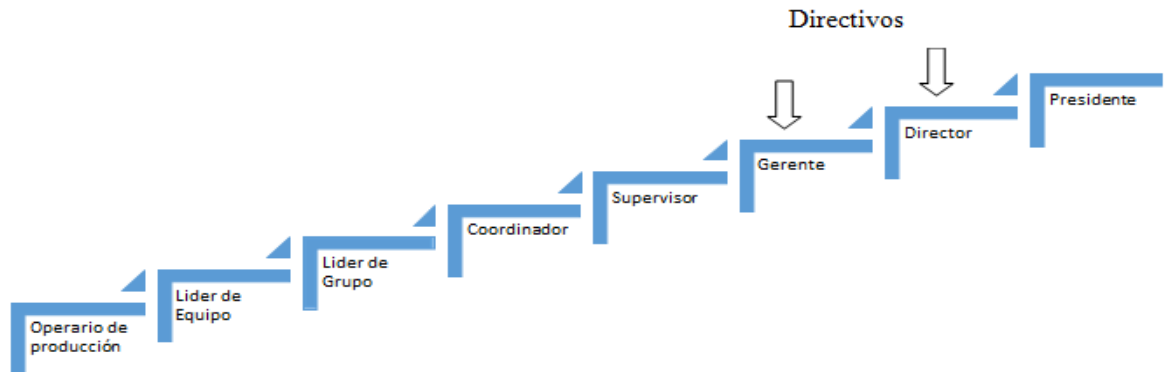 Directivos
Presidente
Director
Gerente
Supervisor
Coordinador
Lider de
Grupo
Lider de
Equipo
Operario de
producción